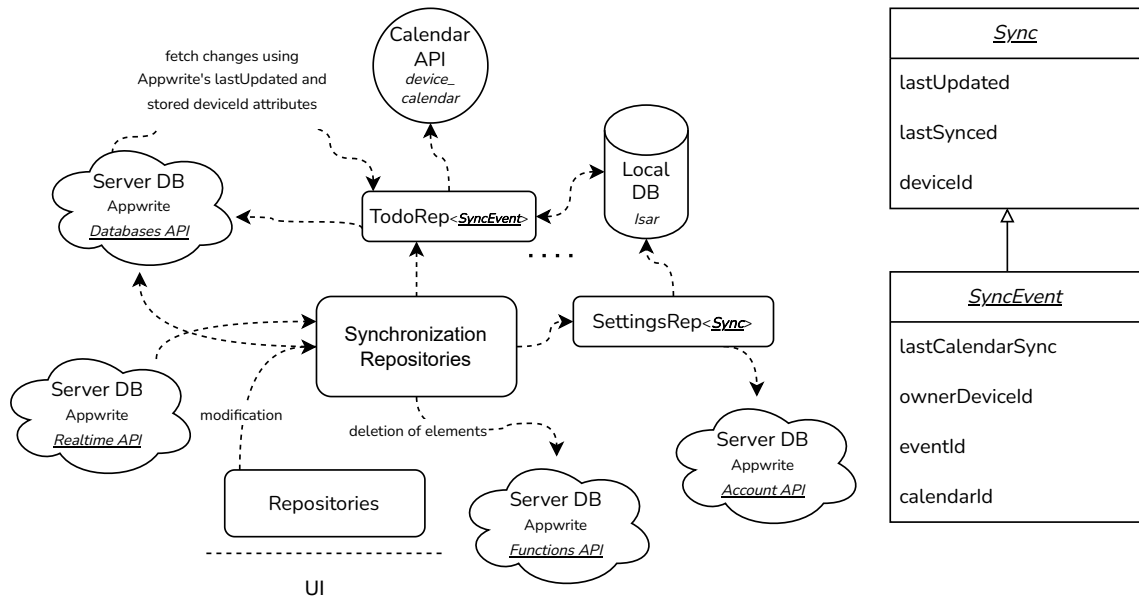 fetch changes using
Appwrite's lastUpdated and
stored deviceId attributes
Calendar
API
device_
calendar
Server DB
Appwrite
Databases API
TodoRep<SyncEvent>
Local
DB
Isar
. . . .
Synchronization
Repositories
SettingsRep<Sync>
Server DB
Appwrite
Realtime API
modification
deletion of elements
Server DB
Appwrite
Account API
Repositories
Server DB
Appwrite
Functions API
UI
Sync
lastUpdated
lastSynced
deviceId
SyncEvent
lastCalendarSync
ownerDeviceId
eventId
calendarId